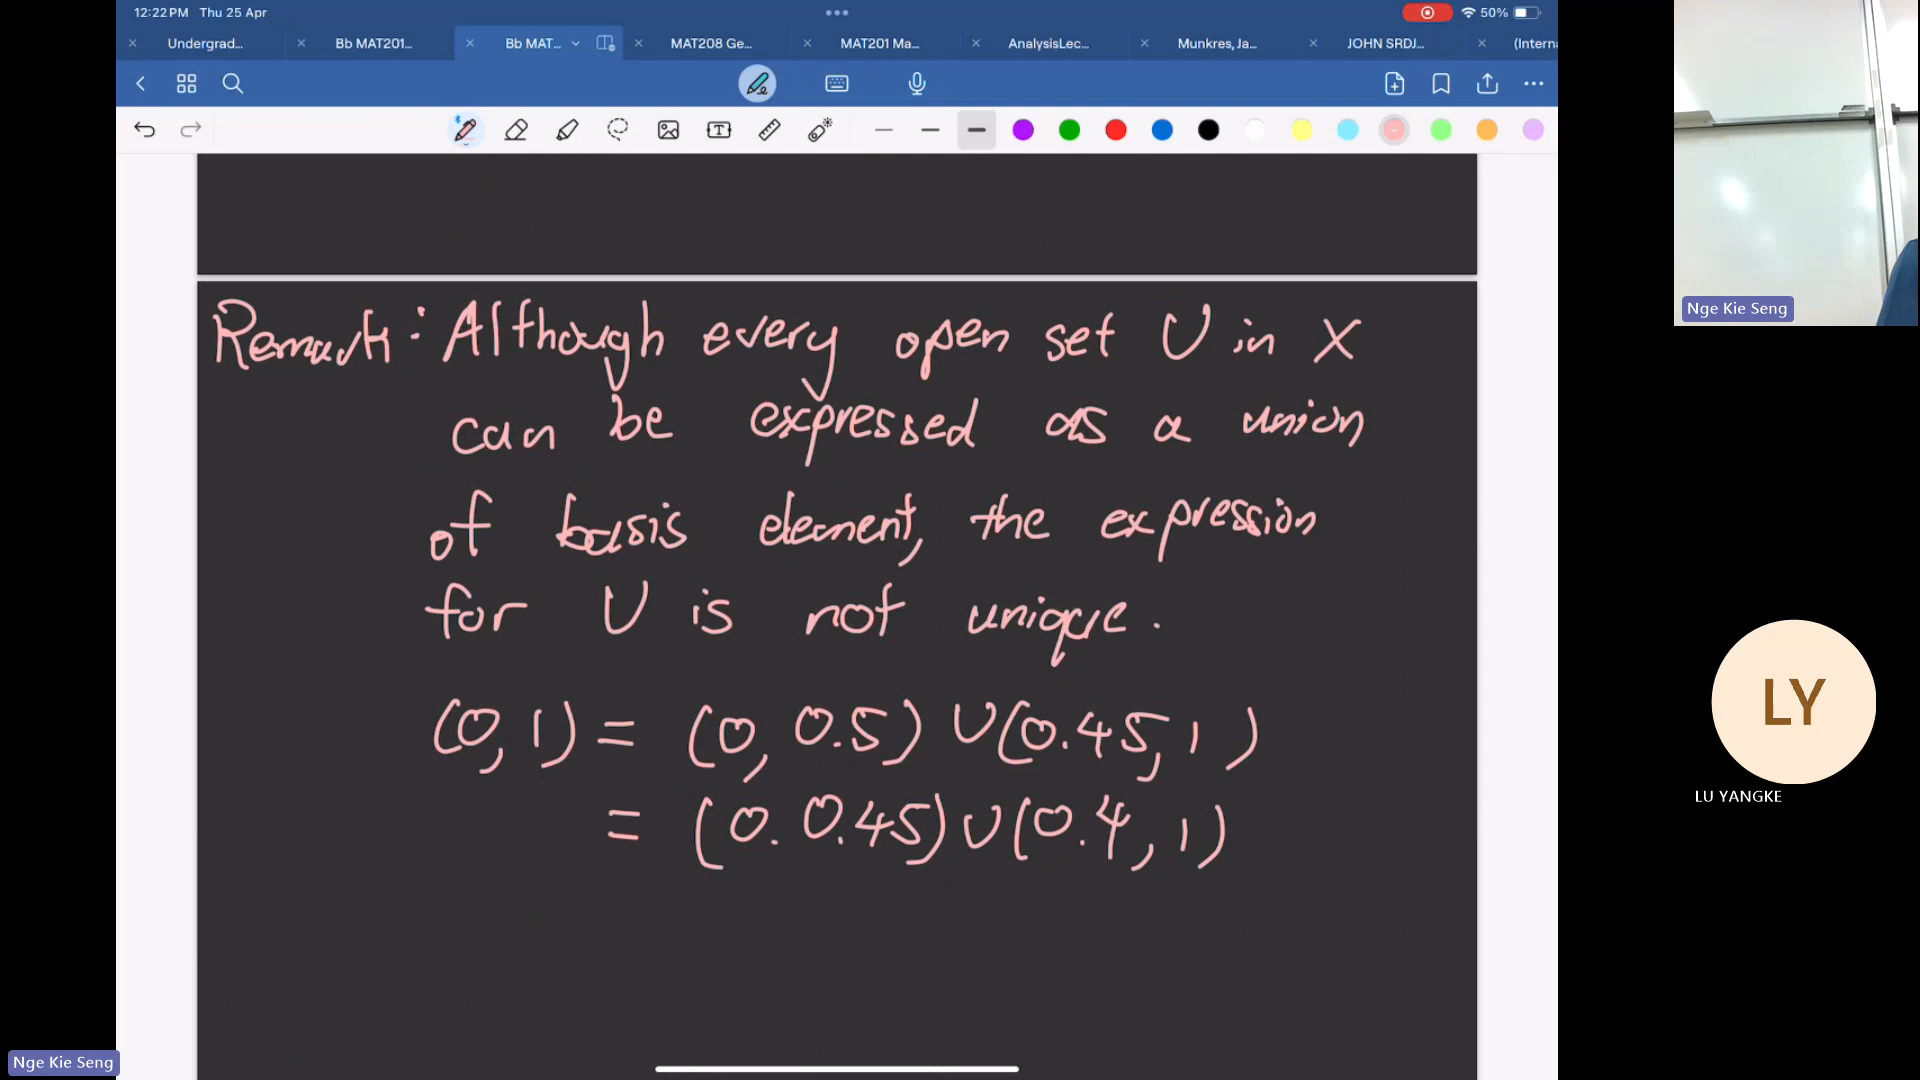 12:22 PM Thu 25 Apr
50%
Undergrad...
Bb MAT201...
Bb MAT...
MAT208 Ge...
MAT201 Ma...
AnalysisLec...
Munkres, Ja...
JOHN SRDJ...
(Intern
Remark: Although every open set U in X
can be expressed as a union
of basis element, the expression
for U is not unique.
(0, 1) = (0, 0.5) ∪ (0.45, 1)
= (0. 0.45) ∪ (0.4, 1)
Nge Kie Seng
LY
LU YANGKE
Nge Kie Seng